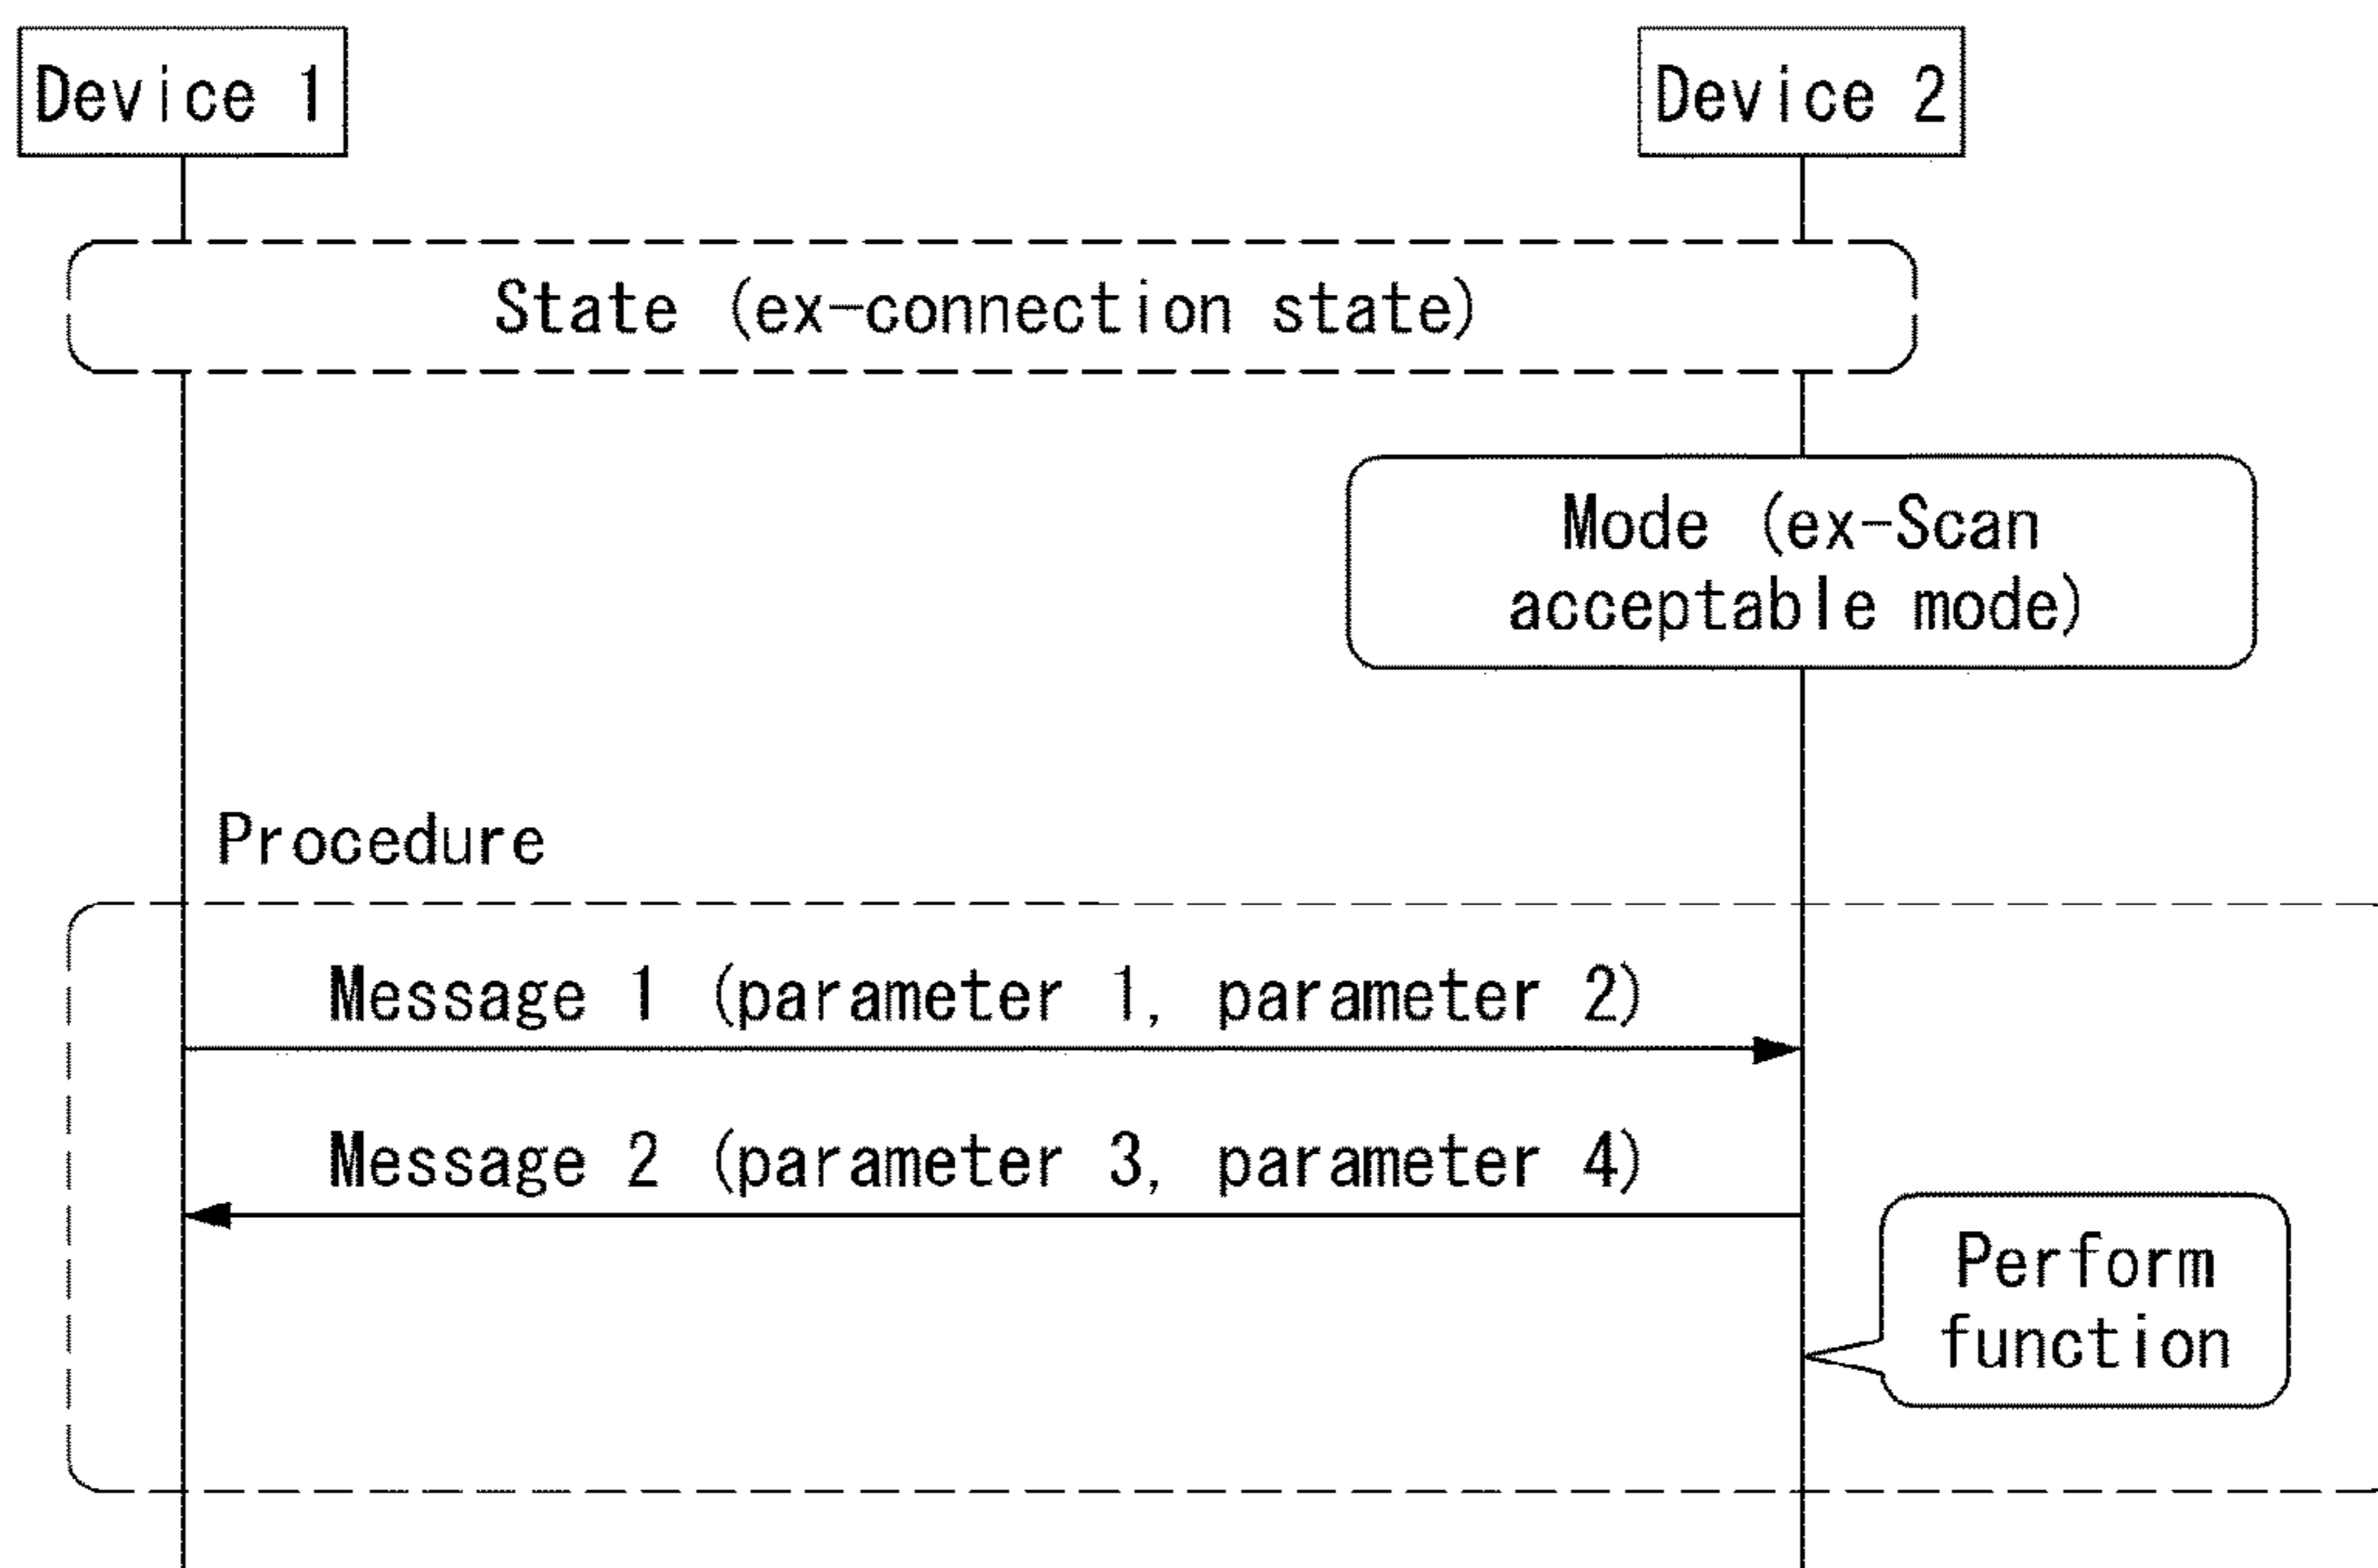 Device 1
Device 2
State (ex-connection state)
Mode (ex-Scan
acceptable mode)
Procedure
Message 1 (parameter 1, parameter 2)
Message 2 (parameter 3, parameter 4)
Perform
function